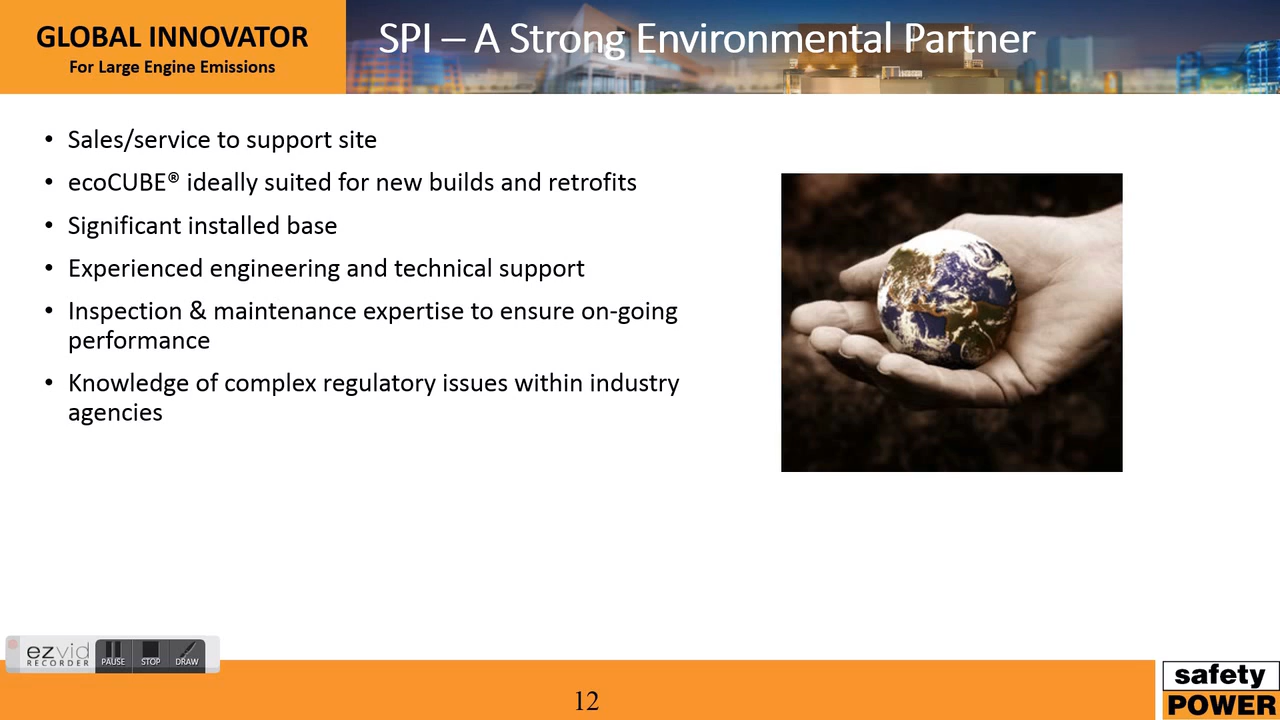 GLOBAL INNOVATOR
For Large Engine Emissions
SPI – A Strong Environmental Partner
• Sales/service to support site
• ecoCUBE® ideally suited for new builds and retrofits
• Significant installed base
• Experienced engineering and technical support
• Inspection & maintenance expertise to ensure on-going
performance
• Knowledge of complex regulatory issues within industry
agencies
ezvid
RECORDER
PAUSE
STOP
DRAW
12
safety
POWER